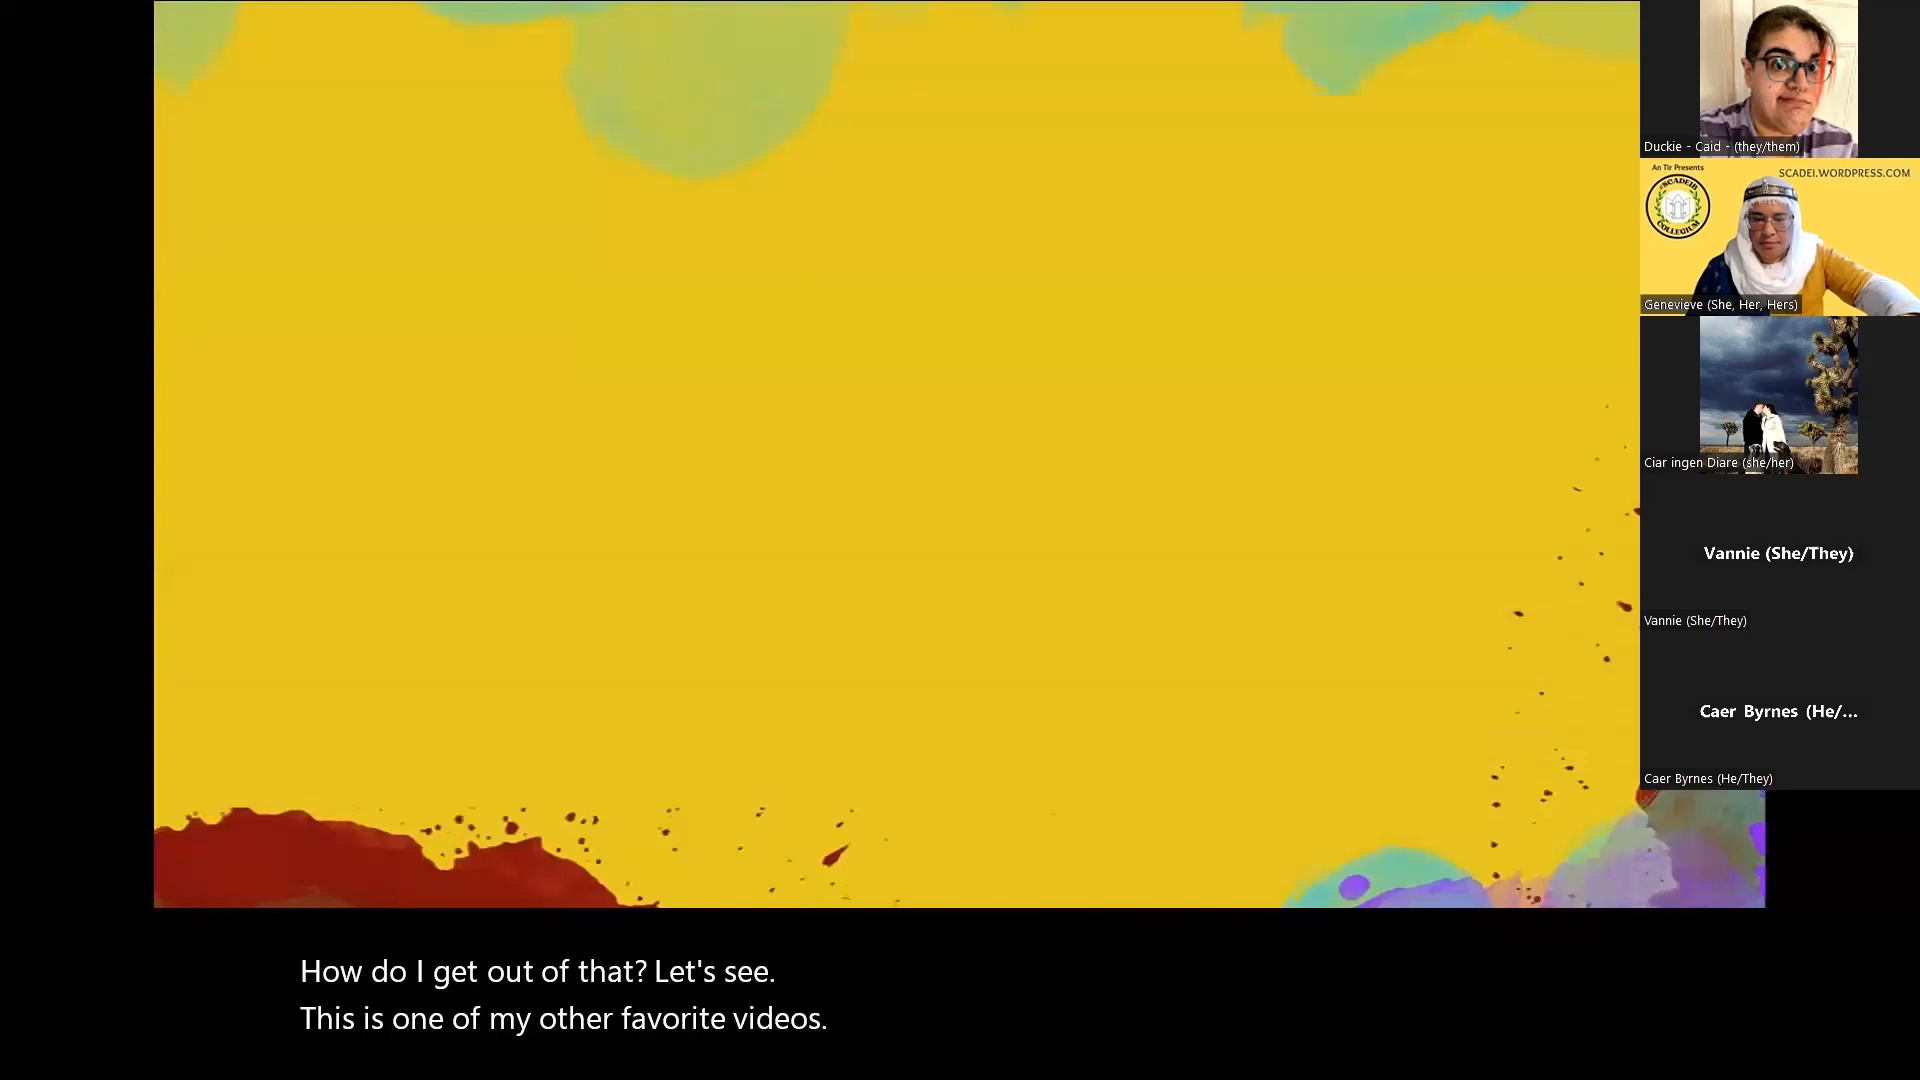 Duckie - Caid - (they/them)
An Tir Presents
SCADEI.WORDPRESS.COM
SCADEIB
COLLEGIUM
Genevieve (She, Her, Hers)
Ciar ingen Diare (she/her)
Vannie (She/They)
Vannie (She/They)
Caer Byrnes (He/...
Caer Byrnes (He/They)
How do I get out of that? Let's see.
This is one of my other favorite videos.